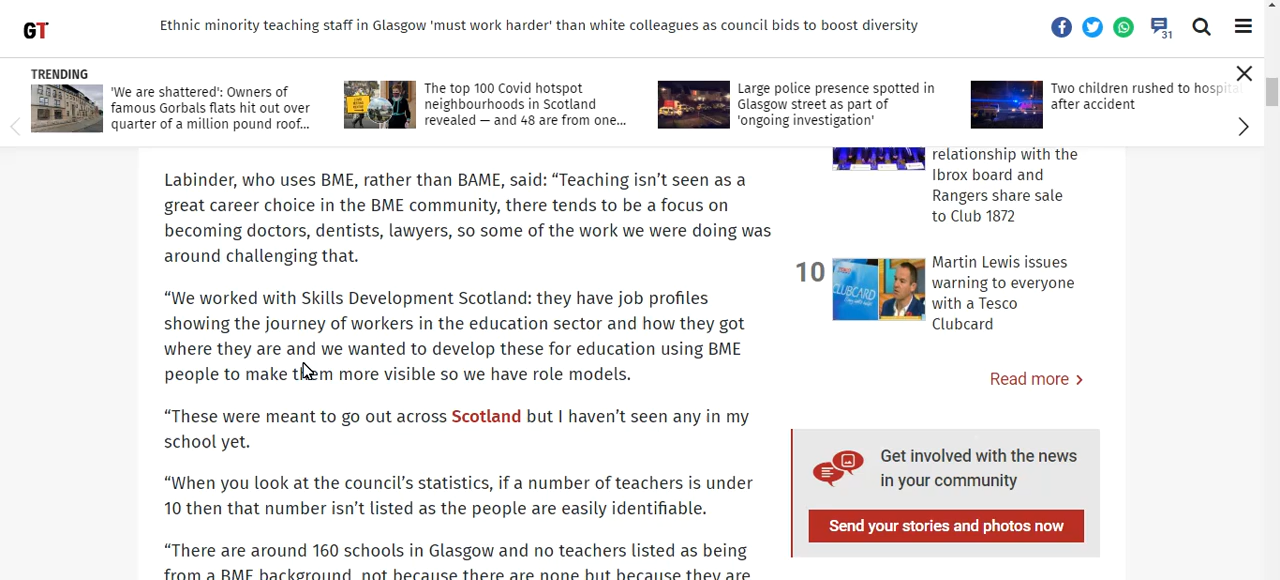 GT
Ethnic minority teaching staff in Glasgow 'must work harder' than white colleagues as council bids to boost diversity
31
TRENDING
'We are shattered': Owners of
famous Gorbals flats hit out over
quarter of a million pound roof...
The top 100 Covid hotspot
neighbourhoods in Scotland
revealed — and 48 are from one...
Large police presence spotted in
Glasgow street as part of
'ongoing investigation'
Two children rushed to hospital
after accident
Labinder, who uses BME, rather than BAME, said: “Teaching isn’t seen as a
great career choice in the BME community, there tends to be a focus on
becoming doctors, dentists, lawyers, so some of the work we were doing was
around challenging that.
“We worked with Skills Development Scotland: they have job profiles
showing the journey of workers in the education sector and how they got
where they are and we wanted to develop these for education using BME
people to make them more visible so we have role models.
“These were meant to go out across Scotland but I haven’t seen any in my
school yet.
“When you look at the council’s statistics, if a number of teachers is under
10 then that number isn’t listed as the people are easily identifiable.
“There are around 160 schools in Glasgow and no teachers listed as being
from a BME background, not because there are none but because they are
relationship with the
Ibrox board and
Rangers share sale
to Club 1872
10
CLUBCARD
Martin Lewis issues
warning to everyone
with a Tesco
Clubcard
Read more
Get involved with the news
in your community
Send your stories and photos now